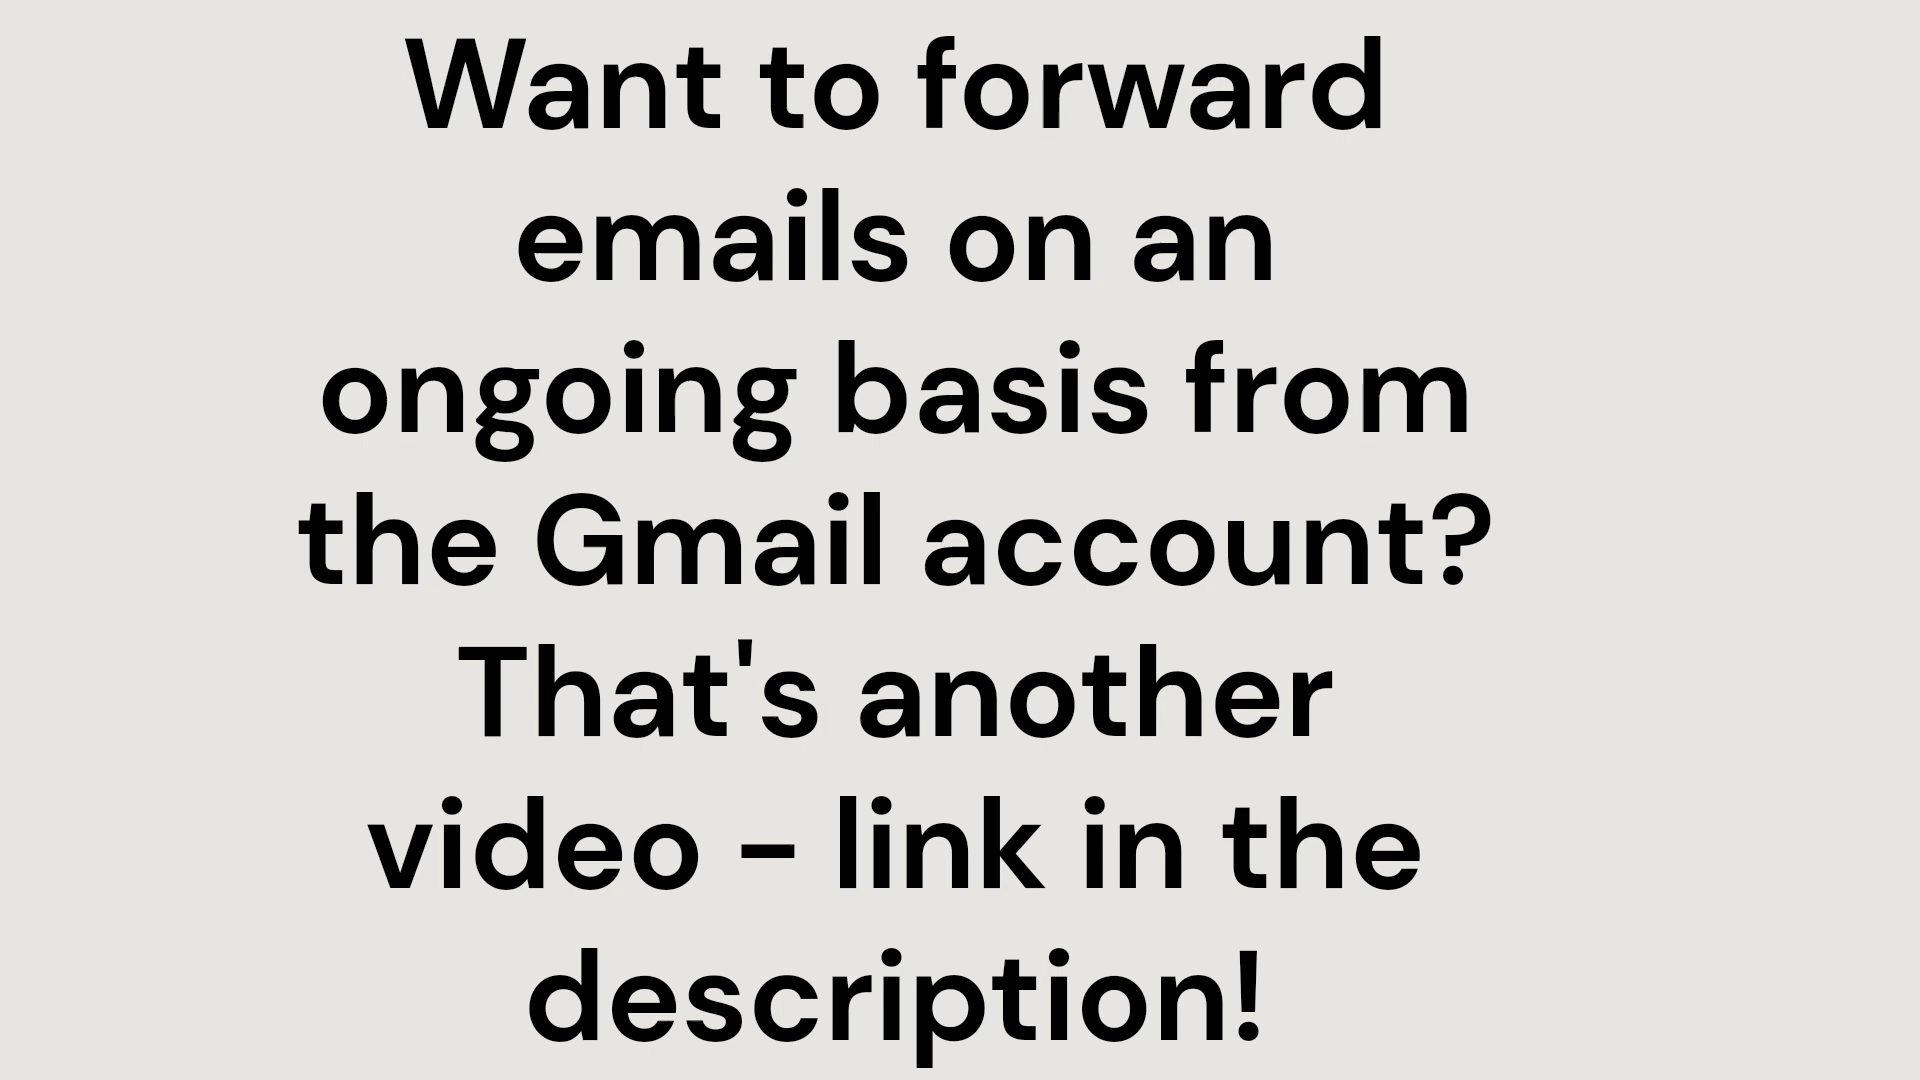 Want to forward
emails on an
ongoing basis from
the Gmail account?
That's another
video - link in the
description!